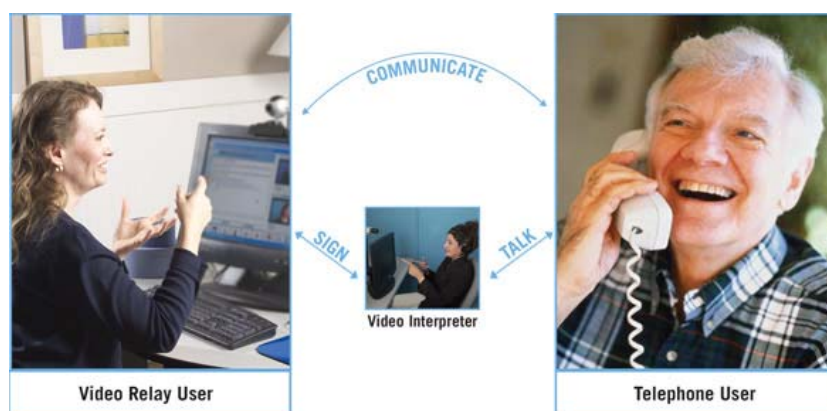 COMMUNICATE
SIGN
TALK
Video Interpreter
Video Relay User
Telephone User